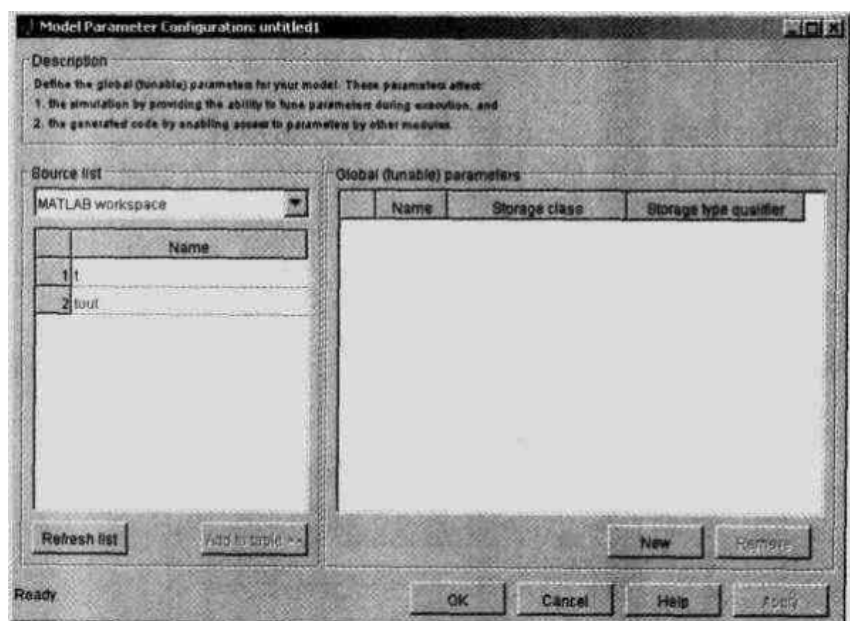 Model Parameter Configuration: untitled1
Description
Define the global (tunable) parameters for your model. These parameters affect:
1. the simulation by providing the ability to tune parameters during execution, and
2. the generated code by enabling access to parameters by other modules.
Source list
MATLAB workspace
Name
1 t
2 tout
Refresh list
Add to table >>
Global (tunable) parameters
Name Storage class Storage type qualifier
New
Remove
Ready
OK
Cancel
Help
Apply